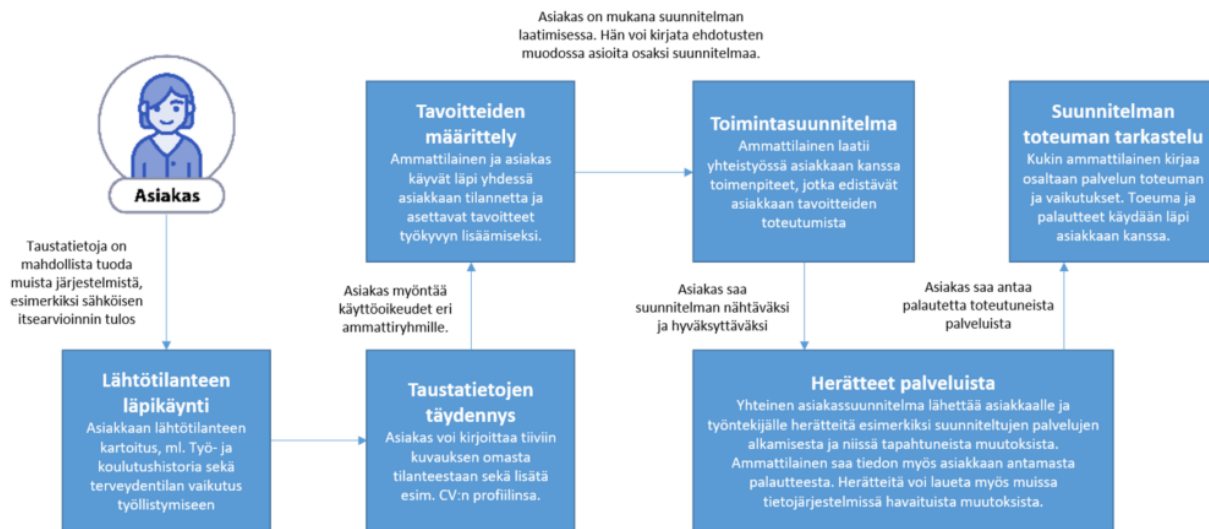 Asiakas on mukana suunnitelman
laatimisessa. Hän voi kirjata ehdotusten
muodossa asioita osaksi suunnitelmaa.
Asiakas
Taustatietoja on
mahdollista tuoda
muista järjestelmistä,
esimerkiksi sähköisen
itsearvioinnin tulos
Lähtötilanteen
läpikäynti
Asiakkaan lähtötilanteen
kartoitus, ml. Työ- ja
koulutushistoria sekä
terveydentilan vaikutus
työllistymiseen
Taustatietojen
täydennys
Asiakas voi kirjoittaa tiiviin
kuvauksen omasta
tilanteestaan sekä lisätä
esim. CV:n profiilinsa.
Asiakas myöntää
käyttöoikeudet eri
ammattiryhmille.
Tavoitteiden
määrittely
Ammattilainen ja asiakas
käyvät läpi yhdessä
asiakkaan tilannetta ja
asettavat tavoitteet
työkyvyn lisäämiseksi.
Toimintasuunnitelma
Ammattilainen laatii
yhteistyössä asiakkaan kanssa
toimenpiteet, jotka edistävät
asiakkaan tavoitteiden
toteutumista
Asiakas saa
suunnitelman nähtäväksi
ja hyväksyttäväksi
Herätteet palveluista
Yhteinen asiakassuunnitelma lähettää asiakkaalle ja
työntekijälle herätteitä esimerkiksi suunniteltujen palvelujen
alkamisesta ja niissä tapahtuneista muutoksista.
Ammattilainen saa tiedon myös asiakkaan antamasta
palautteesta. Herätteitä voi laueta myös muissa
tietojärjestelmissä havaituista muutoksista.
Asiakas saa antaa
palautetta toteutuneista
palveluista
Suunnitelman
toteuman tarkastelu
Kukin ammattilainen kirjaa
osaltaan palvelun toteuman
ja vaikutukset. Toeuma ja
palautteet käydään läpi
asiakkaan kanssa.